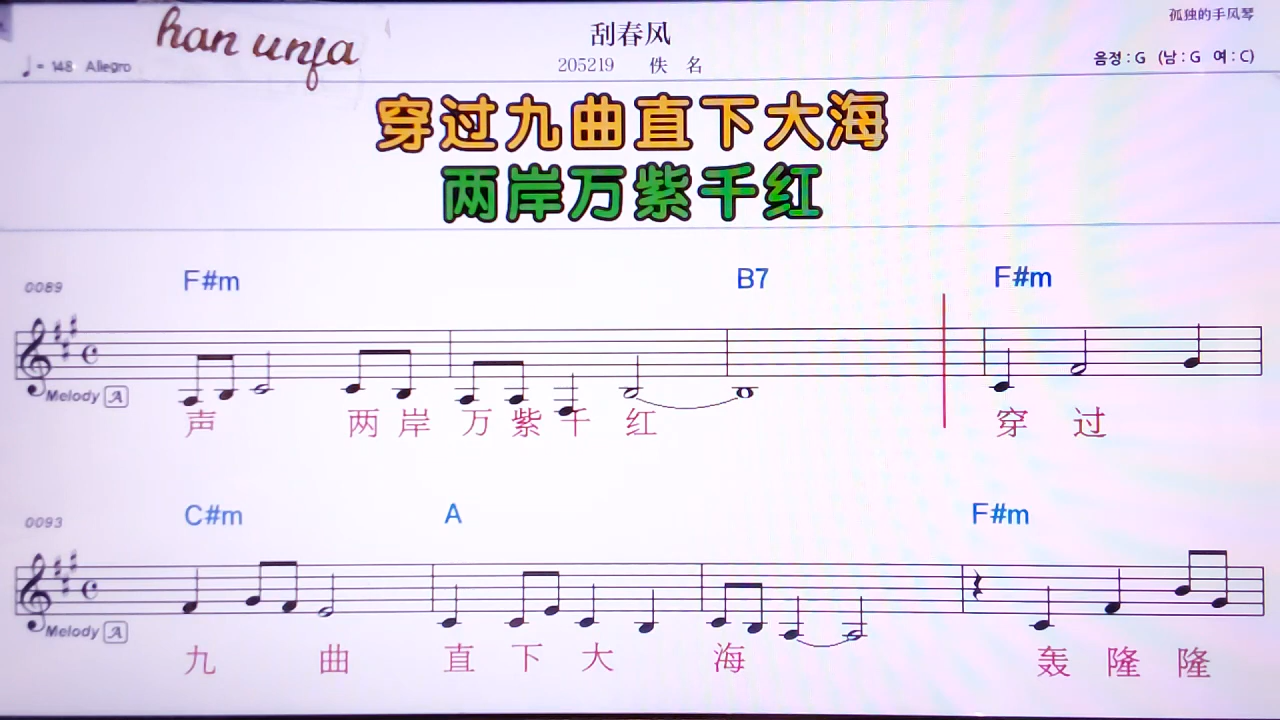 han unfa
刮春风
孤独的手风琴
♩= 148 Allegro
205219 佚 名
음정 : G (남 : G 여 : C)
穿过九曲直下大海
两岸万紫千红
0089 F#m B7 F#m
Melody A
声 两 岸 万 紫 千 红 穿 过
0093 C#m A F#m
Melody A
九 曲 直 下 大 海 轰 隆 隆